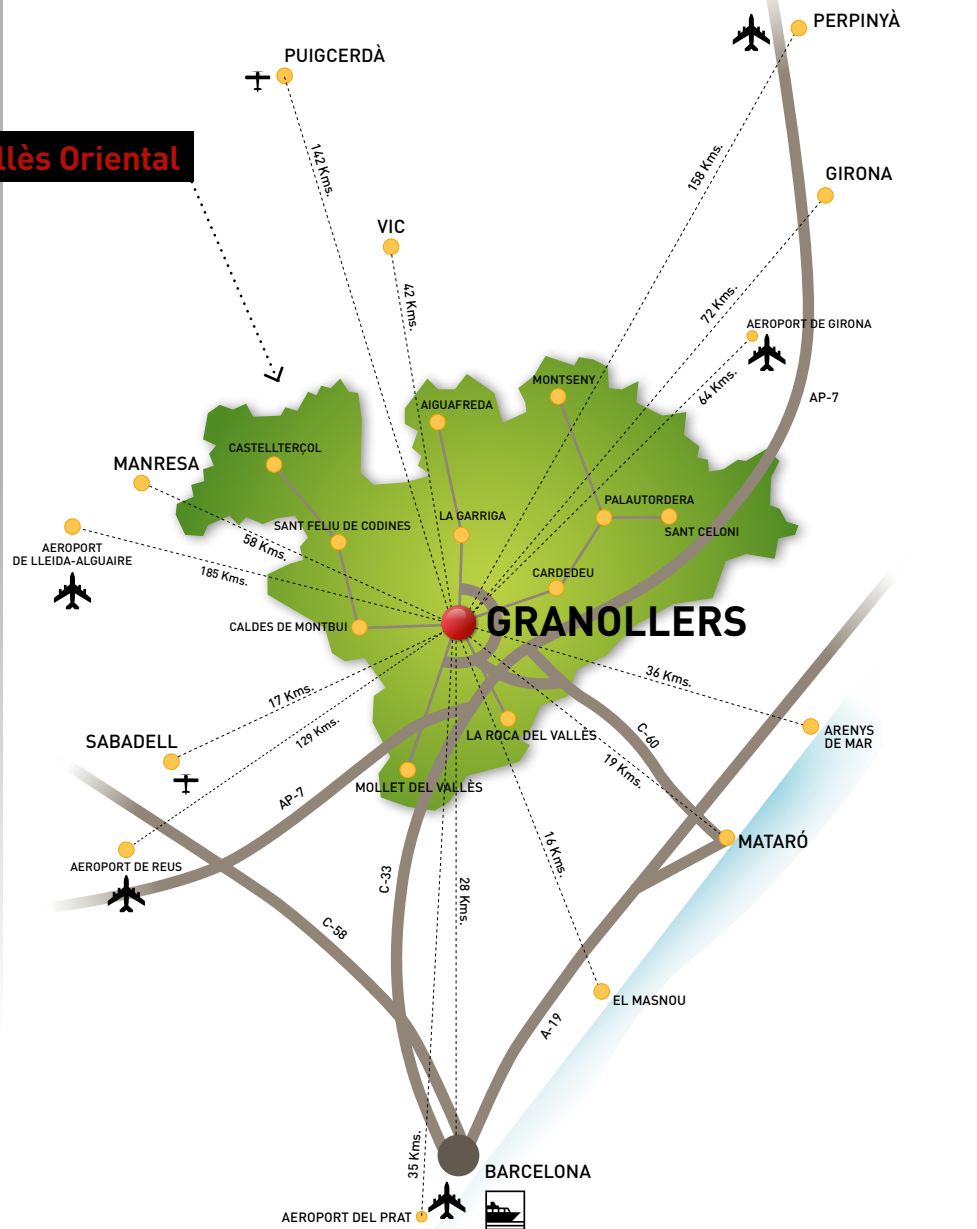 PERPINYÀ
PUIGCERDÀ
llès Oriental
142 Kms.
158 Kms.
GIRONA
VIC
42 Kms.
72 Kms.
AEROPORT DE GIRONA
64 Kms.
AP-7
MONTSENY
AIGUAFREDA
CASTELLTERÇOL
MANRESA
PALAUTORDERA
LA GARRIGA
SANT FELIU DE CODINES
SANT CELONI
AEROPORT
DE LLEIDA-ALGUAIRE
58 Kms.
185 Kms.
CARDEDEU
GRANOLLERS
CALDES DE MONTBUI
36 Kms.
17 Kms.
129 Kms.
SABADELL
LA ROCA DEL VALLÈS
C-60
ARENYS
DE MAR
19 Kms.
MOLLET DEL VALLÈS
AP-7
MATARÓ
16 Kms.
AEROPORT DE REUS
C-33
28 Kms.
C-58
EL MASNOU
A-19
35 Kms.
BARCELONA
AEROPORT DEL PRAT